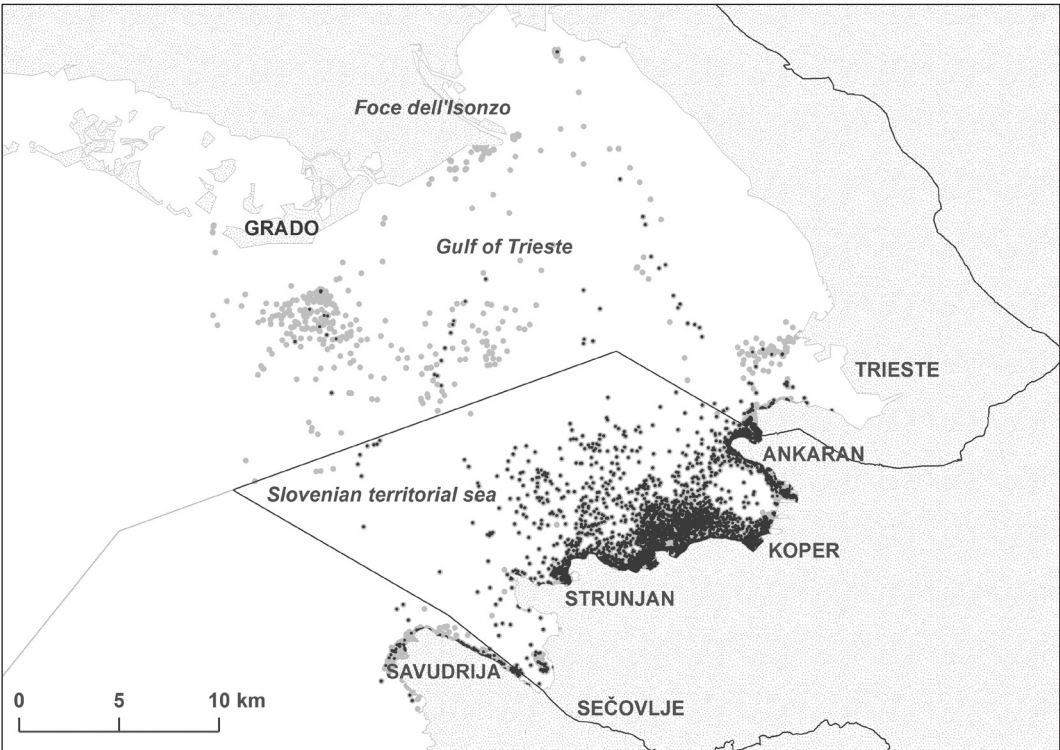 Foce dell'Isonzo
GRADO
Gulf of Trieste
TRIESTE
ANKARAN
Slovenian territorial sea
KOPER
STRUNJAN
SAVUDRIJA
SEČOVLJE
0 5 10 km